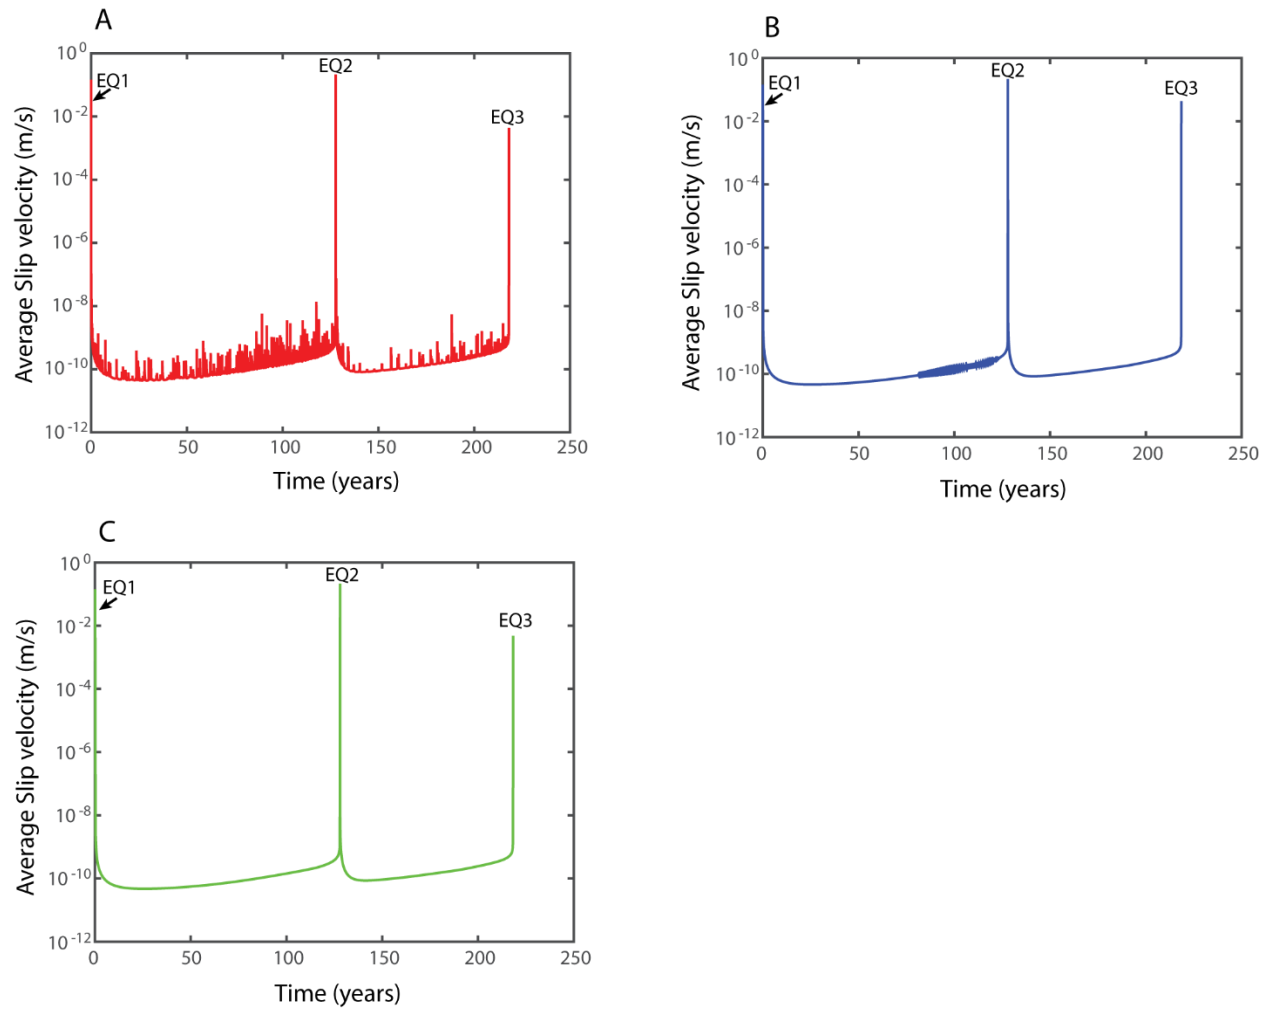 A
10^0
10^-2
10^-4
10^-6
10^-8
10^-10
10^-12
Average Slip velocity (m/s)
EQ1
EQ2
EQ3
0 50 100 150 200 250
Time (years)
B
10^0
10^-2
10^-4
10^-6
10^-8
10^-10
10^-12
Average Slip velocity (m/s)
EQ1
EQ2
EQ3
0 50 100 150 200 250
Time (years)
C
10^0
10^-2
10^-4
10^-6
10^-8
10^-10
10^-12
Average Slip velocity (m/s)
EQ1
EQ2
EQ3
0 50 100 150 200 250
Time (years)